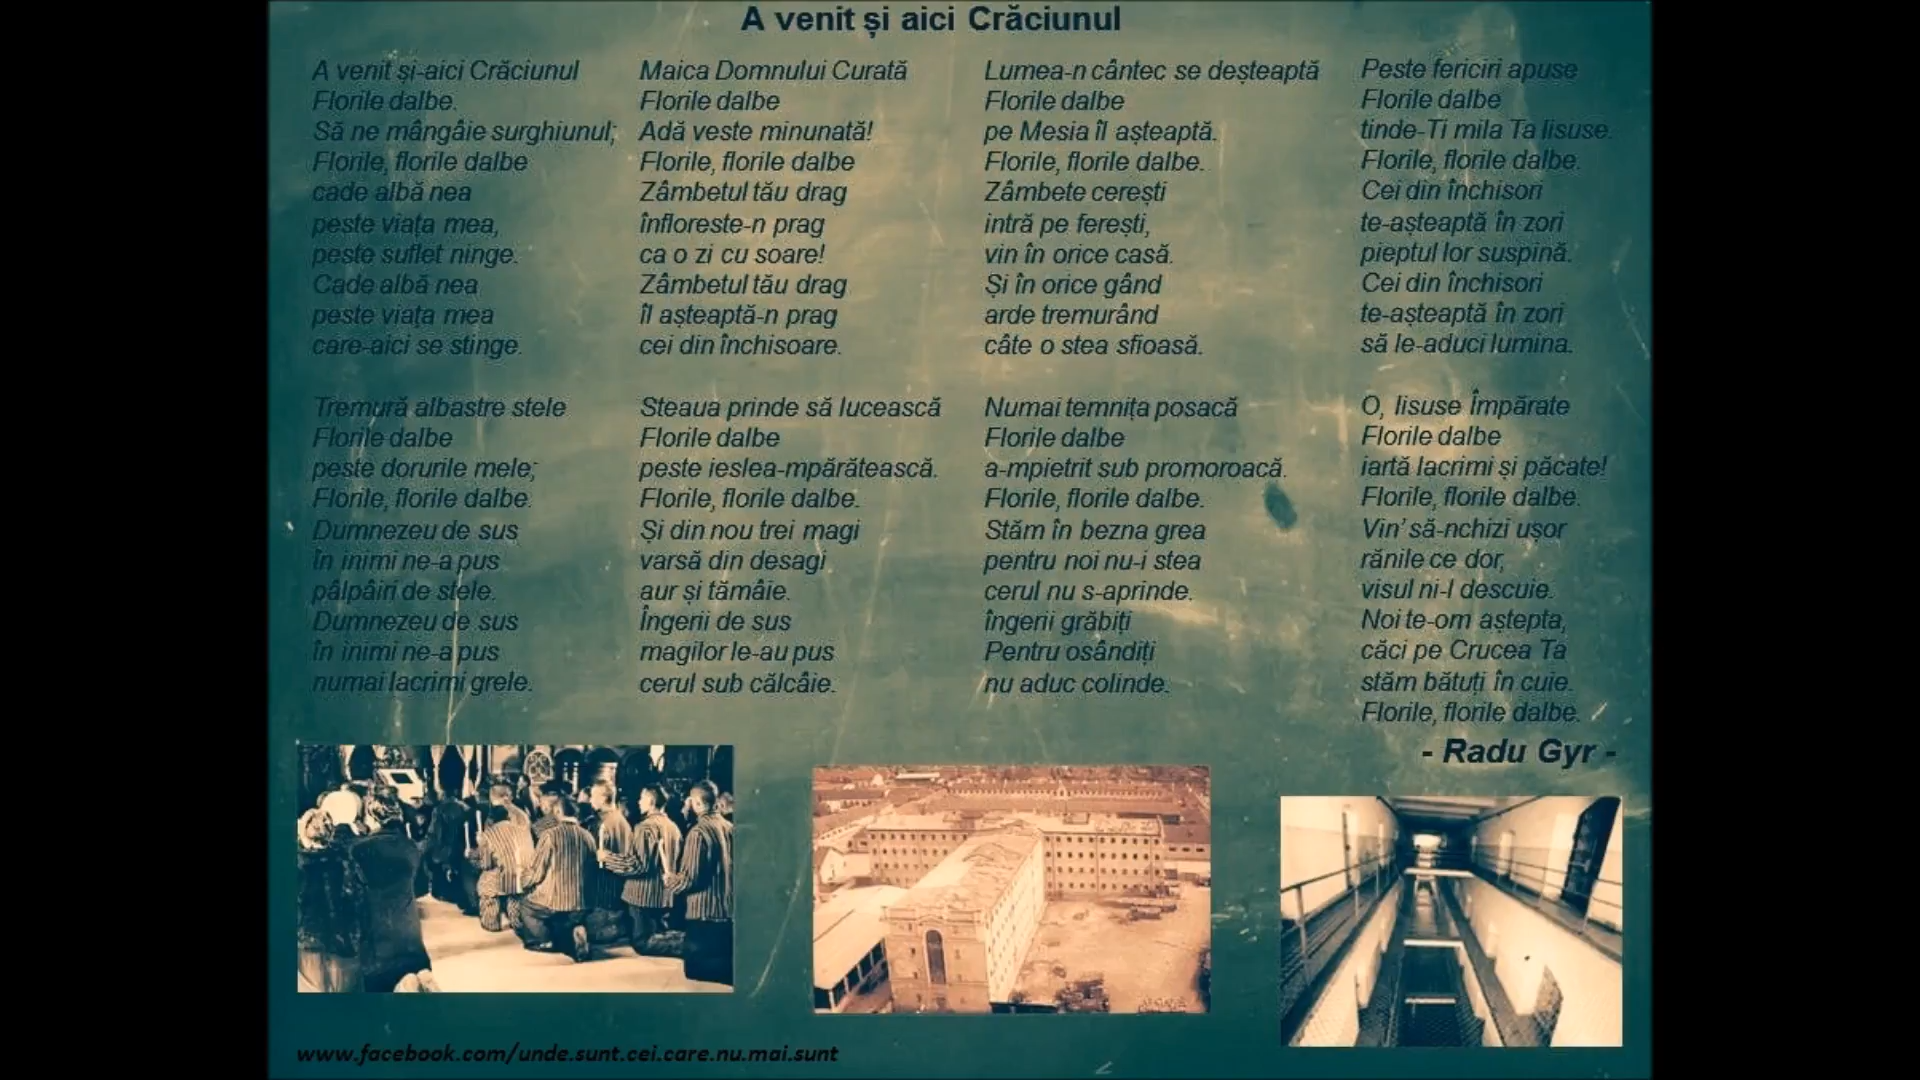 A venit și aici Crăciunul
A venit și-aici Crăciunul
Florile dalbe.
Să ne mângâie surghiunul;
Florile, florile dalbe
cade albă nea
peste viața mea,
peste suflet ninge.
Cade albă nea
peste viața mea
care-aici se stinge.
Tremură albastre stele
Florile dalbe
peste dorurile mele;
Florile, florile dalbe.
Dumnezeu de sus
În inimi ne-a pus
pâlpâiri de stele.
Dumnezeu de sus
în inimi ne-a pus
numai lacrimi grele.
Maica Domnului Curată
Florile dalbe
Adă veste minunată!
Florile, florile dalbe
Zâmbetul tău drag
înfloreste-n prag
ca o zi cu soare!
Zâmbetul tău drag
îl așteaptă-n prag
cei din închisoare.
Steaua prinde să lucească
Florile dalbe
peste ieslea-mpărătească.
Florile, florile dalbe.
Și din nou trei magi
varsă din desagi
aur și tămâie.
Îngerii de sus
magilor le-au pus
cerul sub călcâie.
Lumea-n cântec se deșteaptă
Florile dalbe
pe Mesia îl așteaptă.
Florile, florile dalbe.
Zâmbete cerești
intră pe ferești,
vin în orice casă.
Și în orice gând
arde tremurând
câte o stea sfioasă.
Numai temnița posacă
Florile dalbe
a-mpietrit sub promoroacă.
Florile, florile dalbe.
Stăm în bezna grea
pentru noi nu-i stea
cerul nu s-aprinde.
îngerii grăbiți
Pentru osândiți
nu aduc colinde.
Peste fericiri apuse
Florile dalbe
tinde-Ti mila Ta Iisuse.
Florile, florile dalbe.
Cei din închisori
te-așteaptă în zori
pieptul lor suspină.
Cei din închisori
te-așteaptă în zori
să le-aduci lumina.
O, Iisuse Împărate
Florile dalbe
iartă lacrimi și păcate!
Florile, florile dalbe.
Vin' să-nchizi ușor
rănile ce dor,
visul ni-l descuie.
Noi te-om aștepta,
căci pe Crucea Ta
stăm bătuți în cuie.
Florile, florile dalbe.
- Radu Gyr -
www.facebook.com/unde.sunt.cei.care.nu.mai.sunt